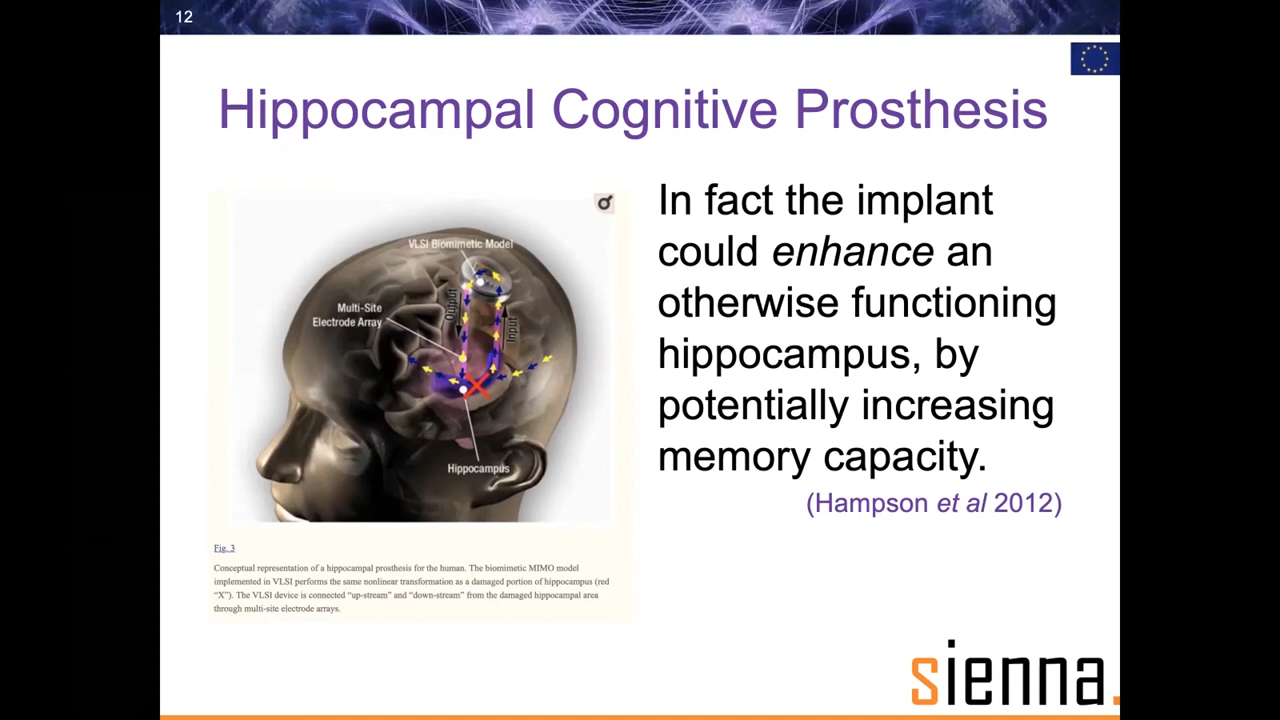 12
Hippocampal Cognitive Prosthesis
VLSI Biomimetic Model
Multi-Site
Electrode Array
Output
Input
Hippocampus
Fig. 3
Conceptual representation of a hippocampal prosthesis for the human. The biomimetic MIMO model
implemented in VLSI performs the same nonlinear transformation as a damaged portion of hippocampus (red
“X”). The VLSI device is connected “up-stream” and “down-stream” from the damaged hippocampal area
through multi-site electrode arrays.
In fact the implant
could enhance an
otherwise functioning
hippocampus, by
potentially increasing
memory capacity.
(Hampson et al 2012)
sienna.